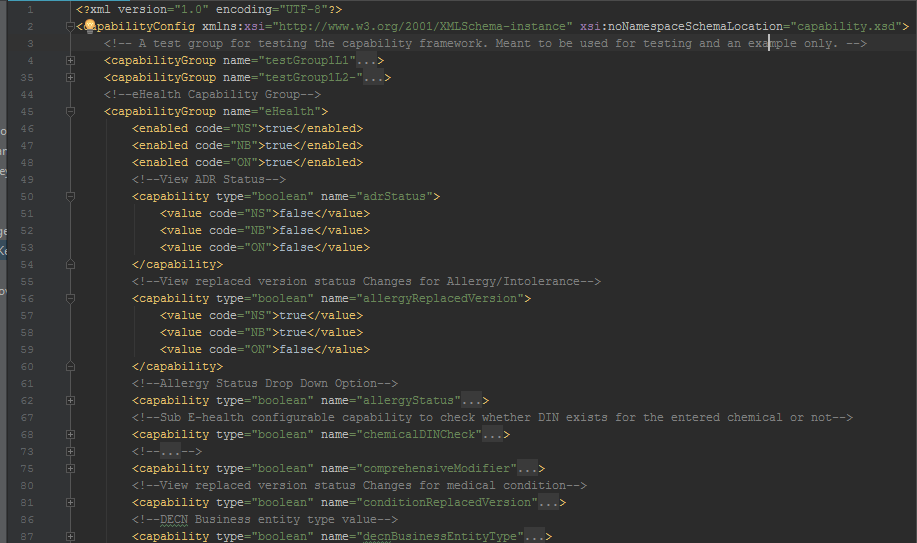 1 <?xml version="1.0" encoding="UTF-8"?>
2 <capabilityConfig xmlns:xsi="http://www.w3.org/2001/XMLSchema-instance" xsi:noNamespaceSchemaLocation="capability.xsd">
3 <!-- A test group for testing the capability framework. Meant to be used for testing and an example only. -->
4 <capabilityGroup name="testGroup1L1"...>
35 <capabilityGroup name="testGroup1L2-"...>
44 <!--eHealth Capability Group-->
45 <capabilityGroup name="eHealth">
46 <enabled code="NS">true</enabled>
47 <enabled code="NB">true</enabled>
48 <enabled code="ON">true</enabled>
49 <!--View ADR Status-->
50 <capability type="boolean" name="adrStatus">
51 <value code="NS">false</value>
52 <value code="NB">false</value>
53 <value code="ON">false</value>
54 </capability>
55 <!--View replaced version status Changes for Allergy/Intolerance-->
56 <capability type="boolean" name="allergyReplacedVersion">
57 <value code="NS">true</value>
58 <value code="NB">true</value>
59 <value code="ON">false</value>
60 </capability>
61 <!--Allergy Status Drop Down Option-->
62 <capability type="boolean" name="allergyStatus"...>
67 <!--Sub E-health configurable capability to check whether DIN exists for the entered chemical or not-->
68 <capability type="boolean" name="chemicalDINCheck"...>
73 <!--...-->
75 <capability type="boolean" name="comprehensiveModifier"...>
80 <!--View replaced version status Changes for medical condition-->
81 <capability type="boolean" name="conditionReplacedVersion"...>
86 <!--DECN Business entity type value-->
87 <capability type="boolean" name="decnBusinessEntityType"...>